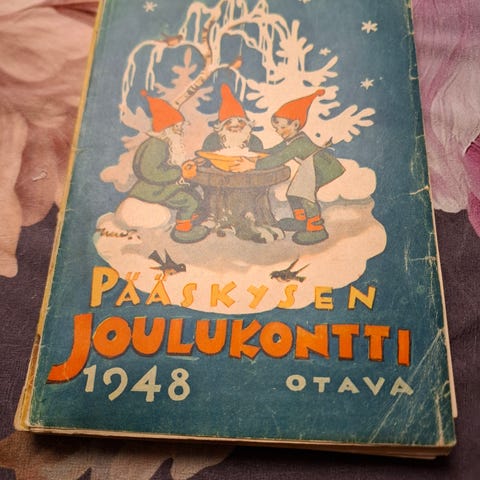 PÄÄSKYSEN
JOULUKONTTI
1948 OTAVA